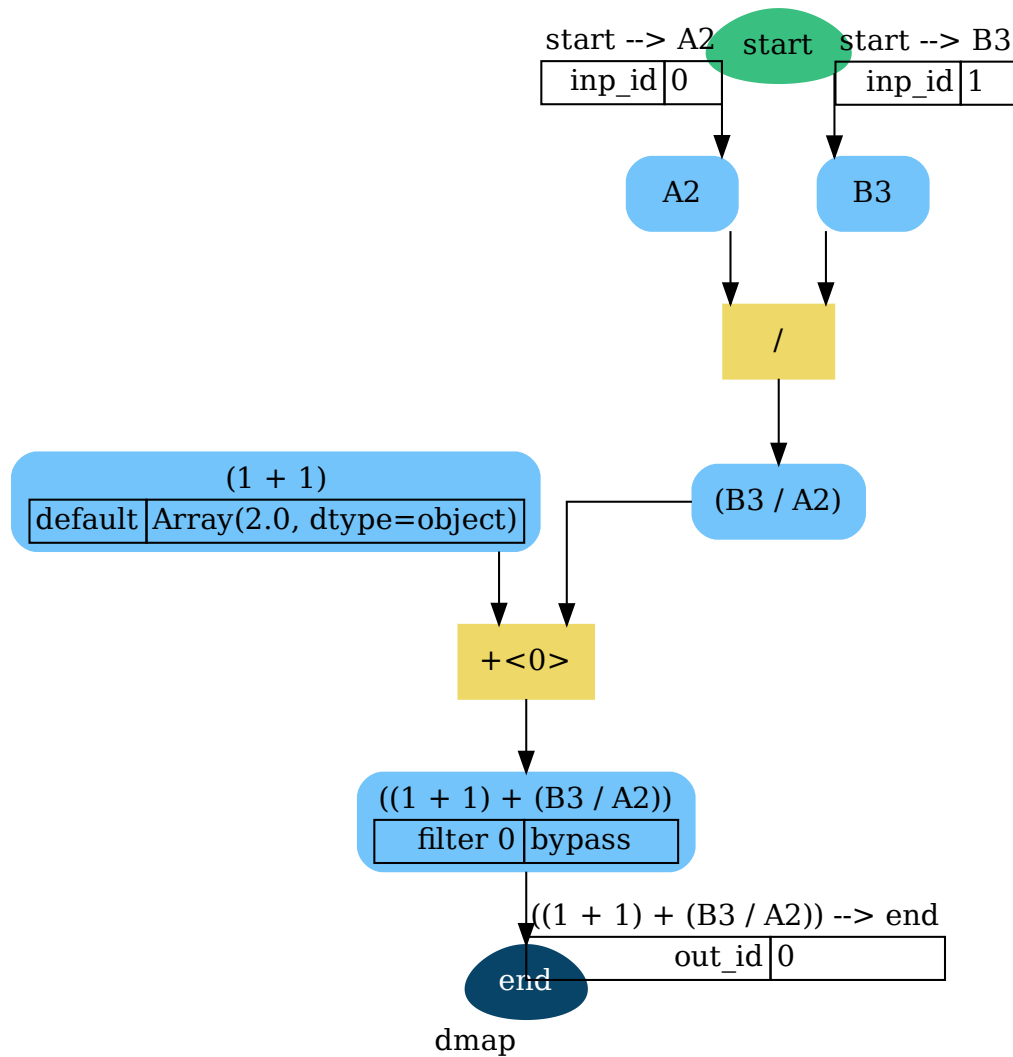 start --> A2
start
start --> B3
inp_id 0
inp_id 1
A2
B3
/
(1 + 1)
default Array(2.0, dtype=object)
(B3 / A2)
+<0>
((1 + 1) + (B3 / A2))
filter 0 bypass
((1 + 1) + (B3 / A2)) --> end
out_id 0
end
dmap